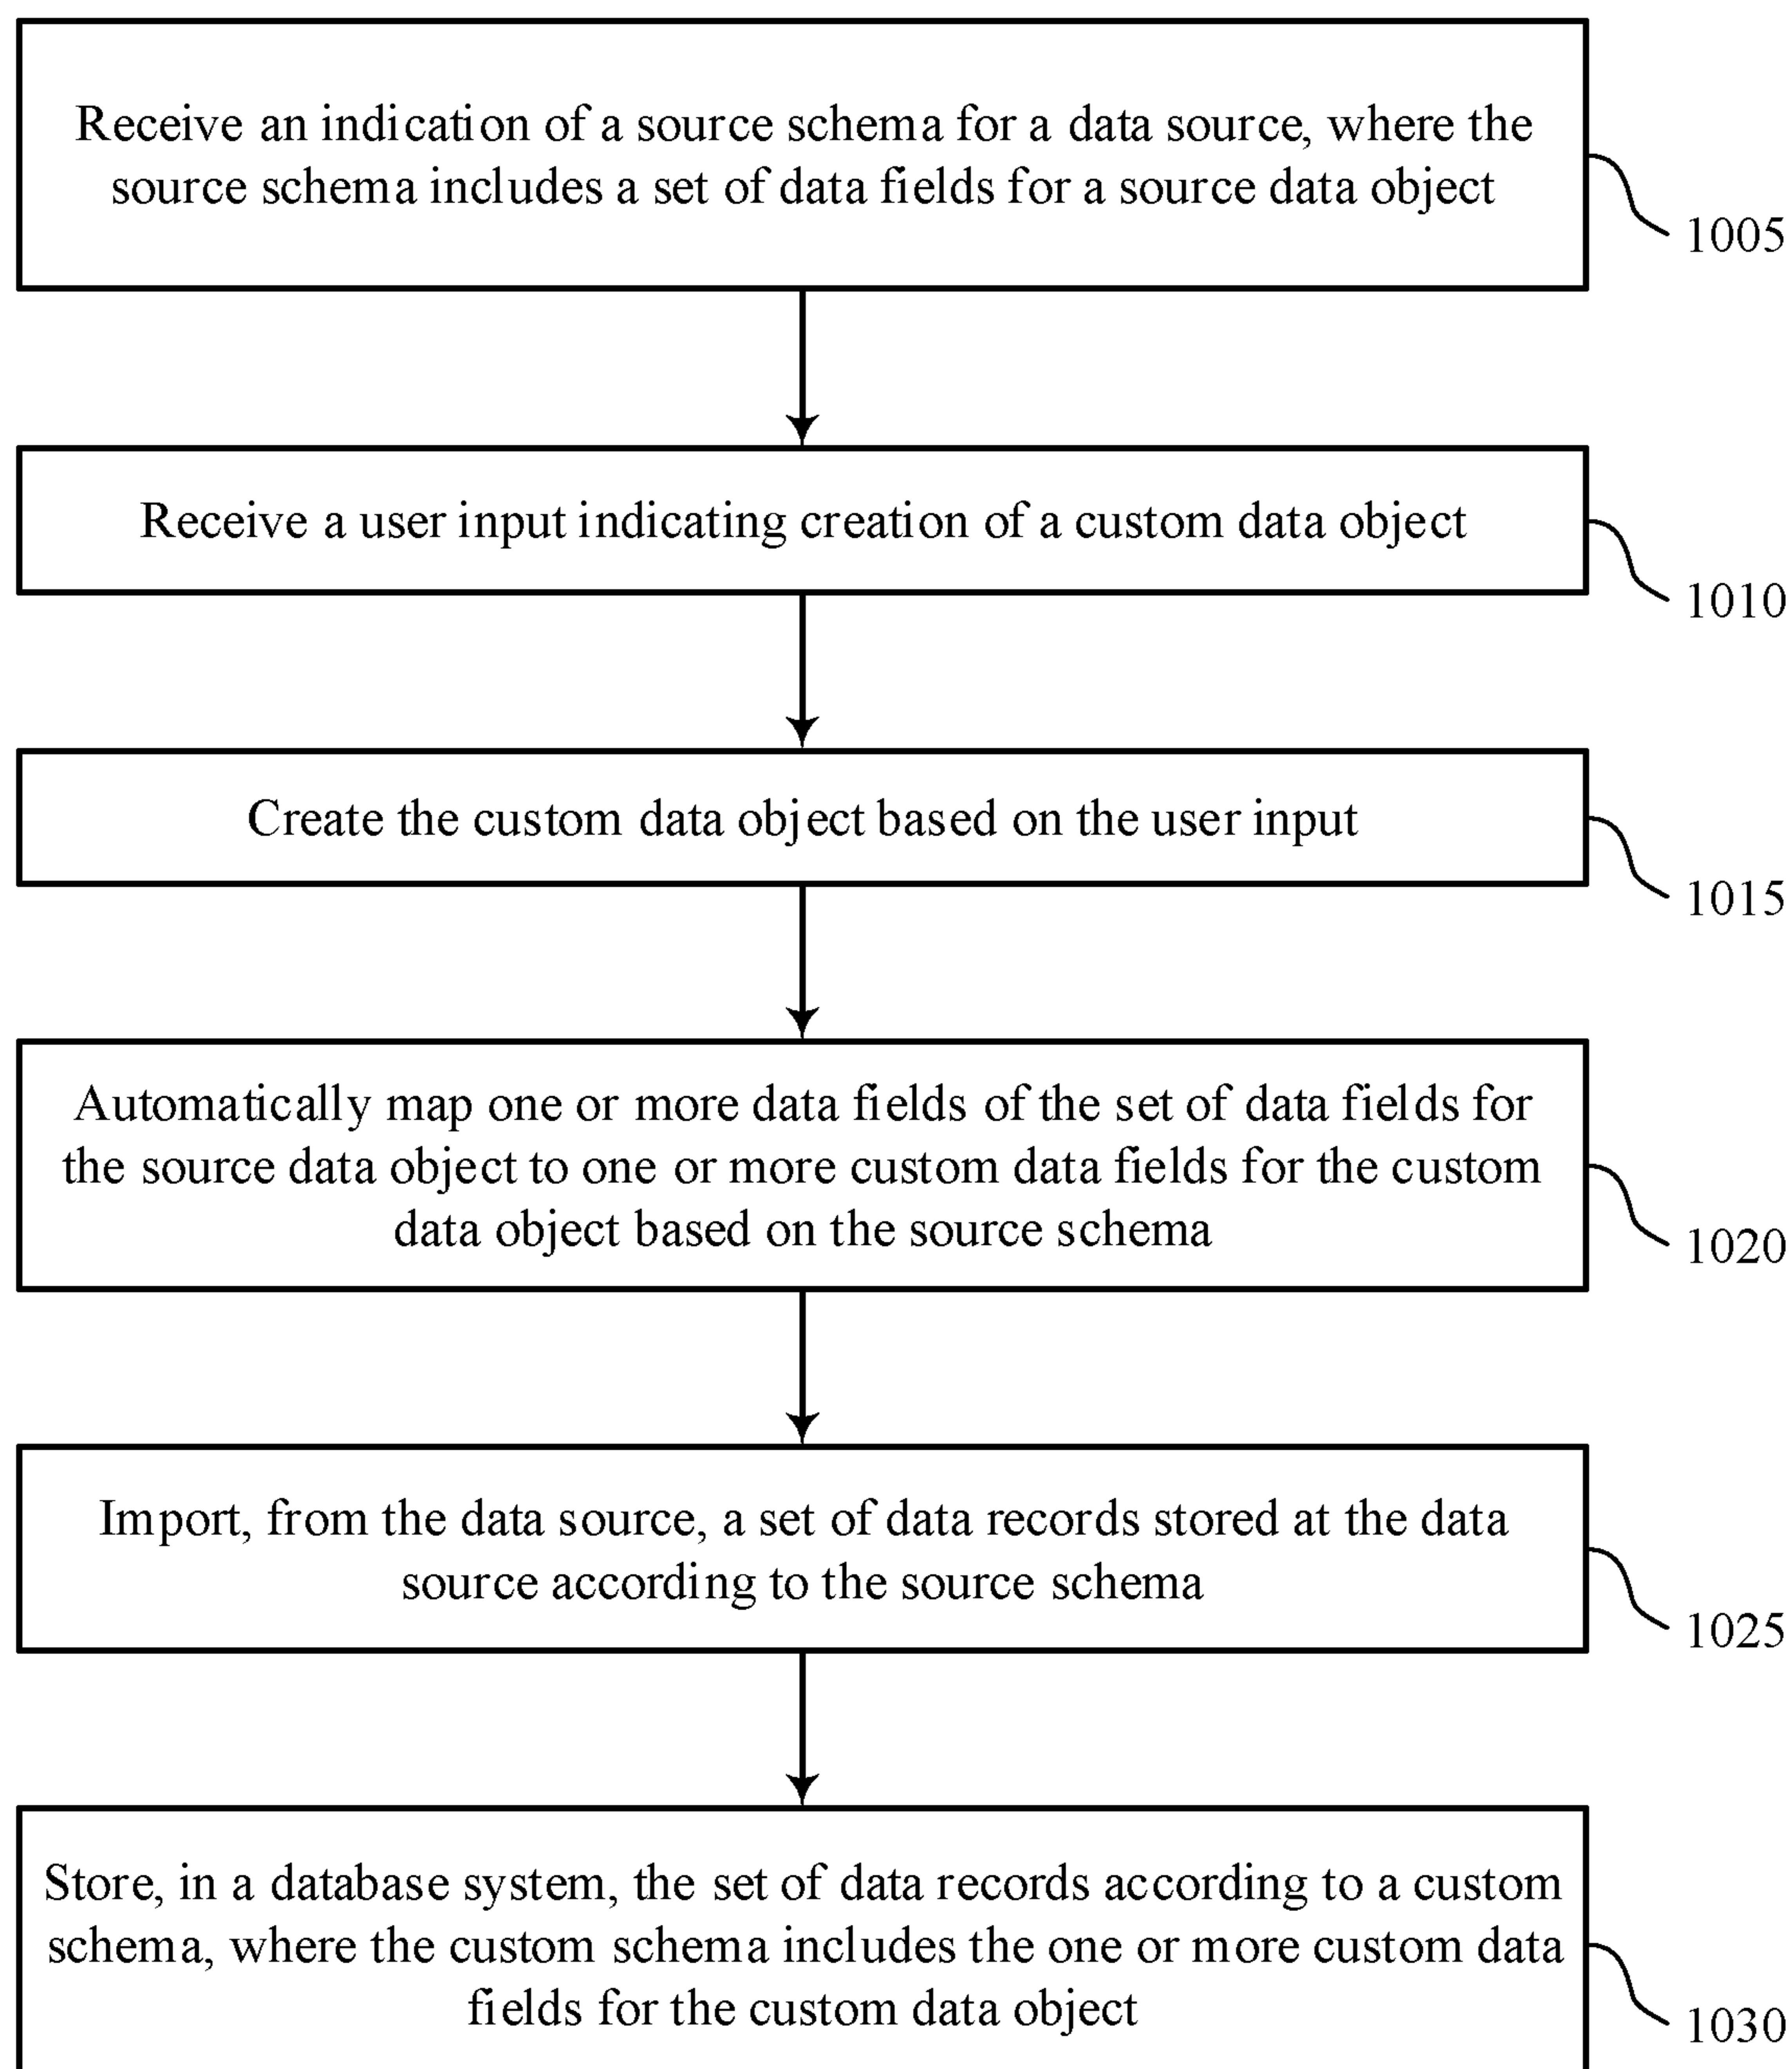 Receive an indication of a source schema for a data source, where the
source schema includes a set of data fields for a source data object
1005
Receive a user input indicating creation of a custom data object
1010
Create the custom data object based on the user input
1015
Automatically map one or more data fields of the set of data fields for
the source data object to one or more custom data fields for the custom
data object based on the source schema
1020
Import, from the data source, a set of data records stored at the data
source according to the source schema
1025
Store, in a database system, the set of data records according to a custom
schema, where the custom schema includes the one or more custom data
fields for the custom data object
1030